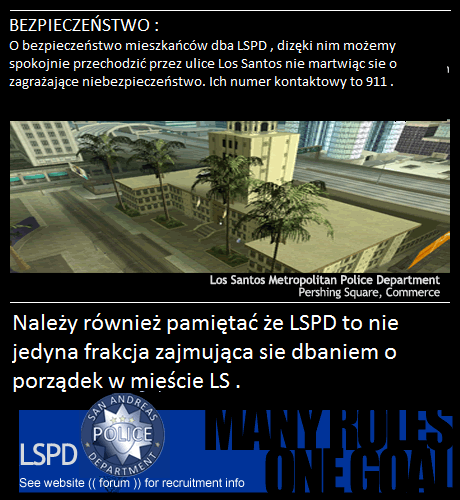 BEZPIECZEŃSTWO :
O bezpieczeństwo mieszkańców dba LSPD , dizęki nim możemy
spokojnie przechodzić przez ulice Los Santos nie martwiąc sie o
zagrażające niebezpieczeństwo. Ich numer kontaktowy to 911 .
Los Santos Metropolitan Police Department
Pershing Square, Commerce
Należy również pamiętać że LSPD to nie
jedyna frakcja zajmująca sie dbaniem o
porządek w mieście LS .
SAN ANDREAS
POLICE
DEPARTMENT
MANY RULES
LSPD
ONE GOAL
See website (( forum )) for recruitment info